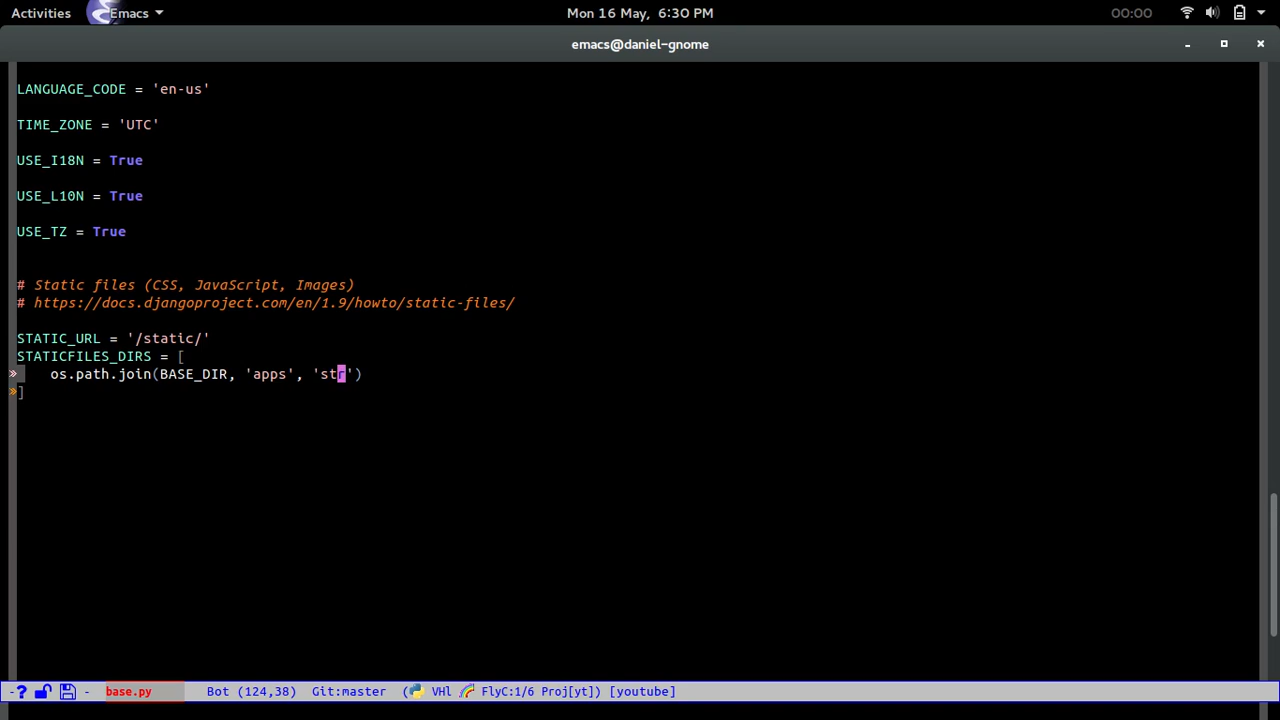 Activities Emacs Mon 16 May, 6:30 PM 00:00
emacs@daniel-gnome
LANGUAGE_CODE = 'en-us'
TIME_ZONE = 'UTC'
USE_I18N = True
USE_L10N = True
USE_TZ = True
# Static files (CSS, JavaScript, Images)
# https://docs.djangoproject.com/en/1.9/howto/static-files/
STATIC_URL = '/static/'
STATICFILES_DIRS = [
» os.path.join(BASE_DIR, 'apps', 'str')
»]
-? - base.py Bot (124,38) Git:master ( VHl FlyC:1/6 Proj[yt]) [youtube]